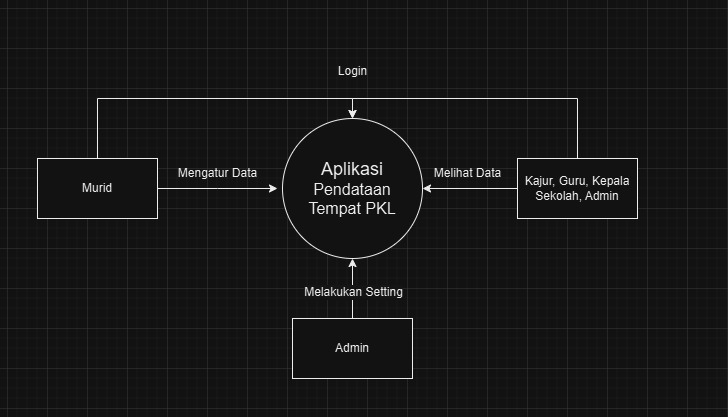 Login
Mengatur Data
Aplikasi
Pendataan
Tempat PKL
Melihat Data
Murid
Kajur, Guru, Kepala
Sekolah, Admin
Melakukan Setting
Admin